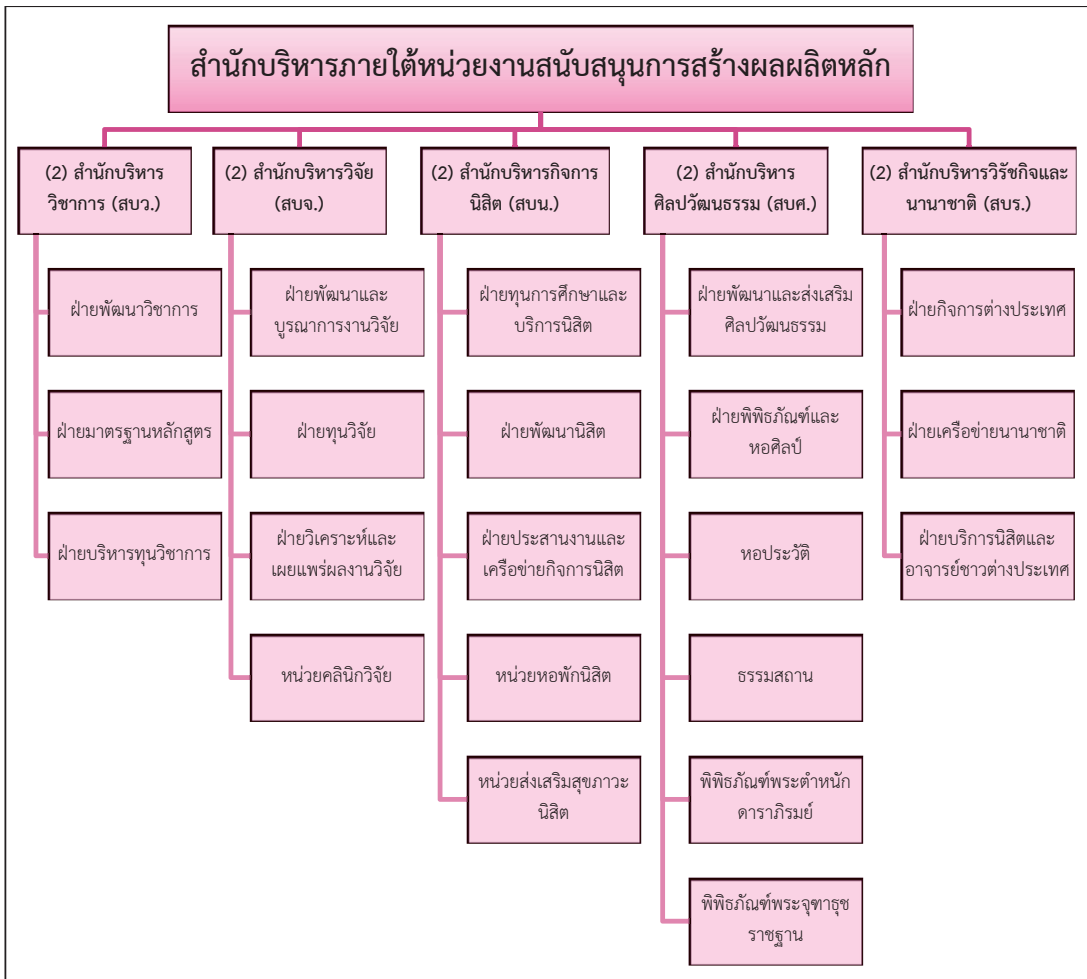 สำนักบริหารภายใต้หน่วยงานสนับสนุนการสร้างผลผลิตหลัก
(2) สำนักบริหาร
วิชาการ (สบว.)
ฝ่ายพัฒนาวิชาการ
ฝ่ายมาตรฐานหลักสูตร
ฝ่ายบริหารทุนวิชาการ
(2) สำนักบริหารวิจัย
(สบจ.)
ฝ่ายพัฒนาและ
บูรณาการงานวิจัย
ฝ่ายทุนวิจัย
ฝ่ายวิเคราะห์และ
เผยแพร่ผลงานวิจัย
หน่วยคลินิกวิจัย
(2) สำนักบริหารกิจการ
นิสิต (สบน.)
ฝ่ายทุนการศึกษาและ
บริการนิสิต
ฝ่ายพัฒนานิสิต
ฝ่ายประสานงานและ
เครือข่ายกิจการนิสิต
หน่วยหอพักนิสิต
หน่วยส่งเสริมสุขภาวะ
นิสิต
(2) สำนักบริหาร
ศิลปวัฒนธรรม (สบศ.)
ฝ่ายพัฒนาและส่งเสริม
ศิลปวัฒนธรรม
ฝ่ายพิพิธภัณฑ์และ
หอศิลป์
หอประวัติ
ธรรมสถาน
พิพิธภัณฑ์พระตำหนัก
ดาราภิรมย์
พิพิธภัณฑ์พระจุฑาธุช
ราชฐาน
(2) สำนักบริหารวิรัชกิจและ
นานาชาติ (สบร.)
ฝ่ายกิจการต่างประเทศ
ฝ่ายเครือข่ายนานาชาติ
ฝ่ายบริการนิสิตและ
อาจารย์ชาวต่างประเทศ